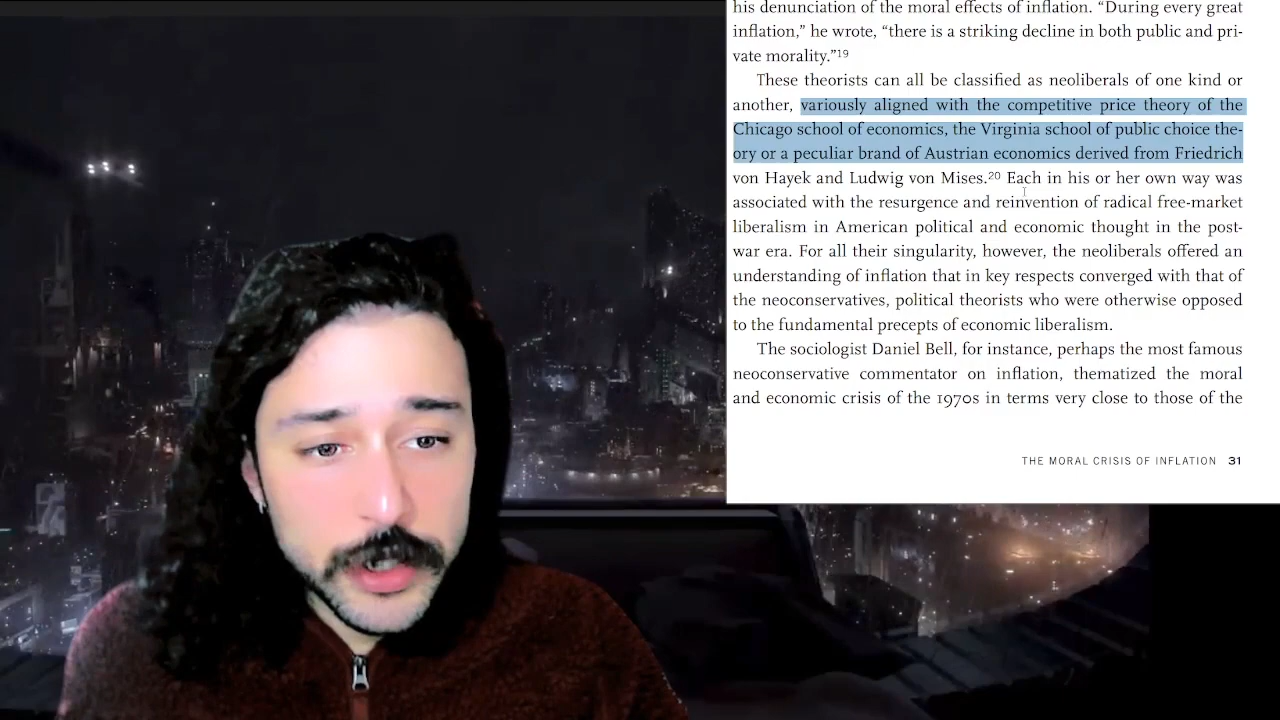 his denunciation of the moral effects of inflation. “During every great
inflation,” he wrote, “there is a striking decline in both public and pri-
vate morality.”19
These theorists can all be classified as neoliberals of one kind or
another, variously aligned with the competitive price theory of the
Chicago school of economics, the Virginia school of public choice the-
ory or a peculiar brand of Austrian economics derived from Friedrich
von Hayek and Ludwig von Mises.20 Each in his or her own way was
associated with the resurgence and reinvention of radical free-market
liberalism in American political and economic thought in the post-
war era. For all their singularity, however, the neoliberals offered an
understanding of inflation that in key respects converged with that of
the neoconservatives, political theorists who were otherwise opposed
to the fundamental precepts of economic liberalism.
The sociologist Daniel Bell, for instance, perhaps the most famous
neoconservative commentator on inflation, thematized the moral
and economic crisis of the 1970s in terms very close to those of the
THE MORAL CRISIS OF INFLATION 31